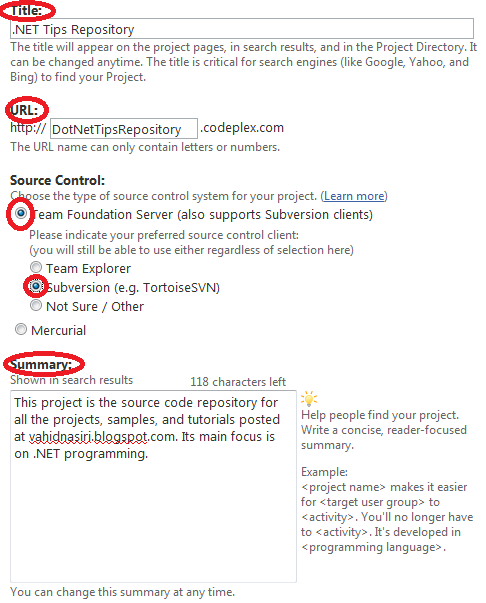 Title:
.NET Tips Repository
The title will appear on the project pages, in search results, and in the Project Directory. It
can be changed anytime. The title is critical for search engines (like Google, Yahoo, and
Bing) to find your Project.
URL:
http:// DotNetTipsRepository .codeplex.com
The URL name can only contain letters or numbers.
Source Control:
Choose the type of source control system for your project. (Learn more)
Team Foundation Server (also supports Subversion clients)
Please indicate your preferred source control client:
(you will still be able to use either regardless of selection here)
Team Explorer
Subversion (e.g. TortoiseSVN)
Not Sure / Other
Mercurial
Summary:
Shown in search results 118 characters left
This project is the source code repository for
all the projects, samples, and tutorials posted
at vahidnasiri.blogspot.com. Its main focus is
on .NET programming.
Help people find your project.
Write a concise, reader-focused
summary.
Example:
<project name> makes it easier
for <target user group> to
<activity>. You'll no longer have
to <activity>. It's developed in
<programming language>.
You can change this summary at any time.